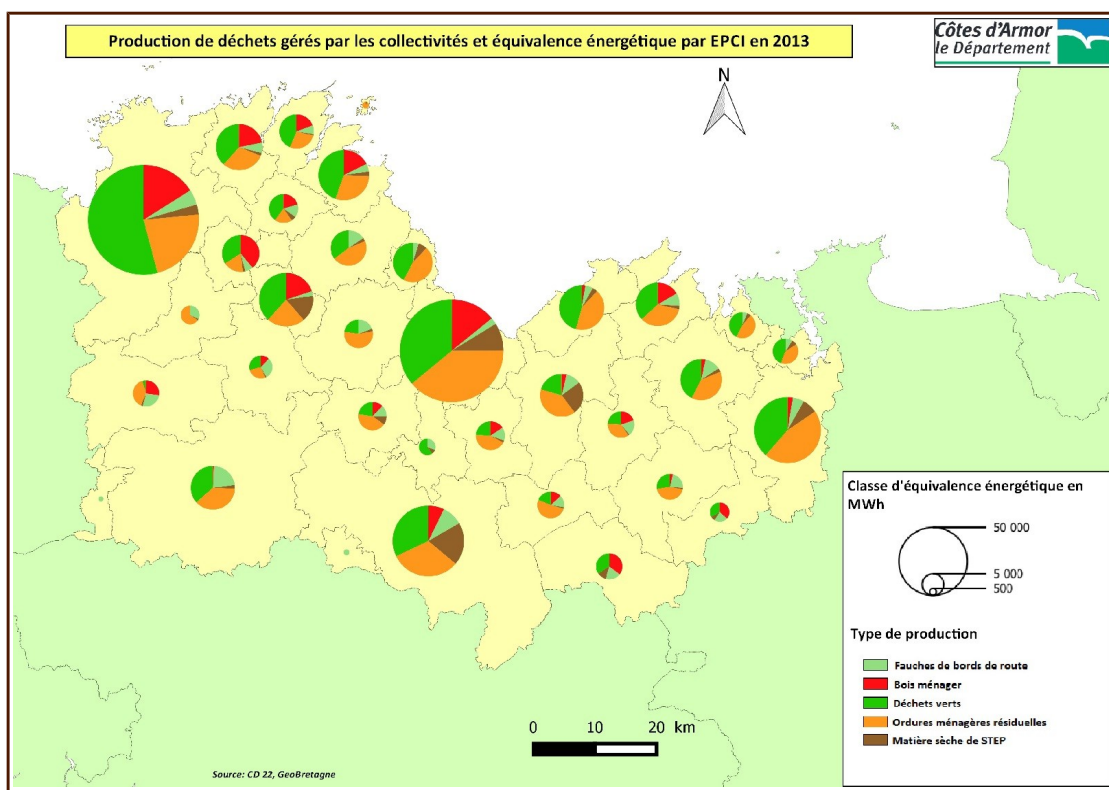 Production de déchets gérés par les collectivités et équivalence énergétique par EPCI en 2013
Côtes d'Armor
le Département
N
Classe d'équivalence énergétique en
MWh
50 000
5 000
500
Type de production
Fauches de bords de route
Bois ménager
Déchets verts
Ordures ménagères résiduelles
Matière sèche de STEP
0 10 20 km
Source: CD 22, GeoBretagne